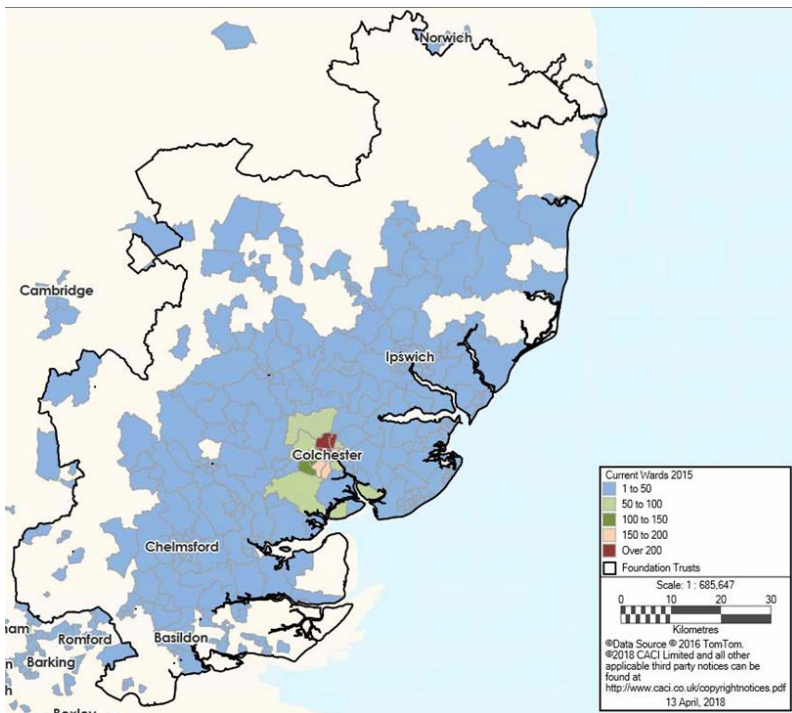 Norwich
Cambridge
Ipswich
Colchester
Chelmsford
Romford
Basildon
Barking
Current Wards 2015
1 to 50
50 to 100
100 to 150
150 to 200
Over 200
Foundation Trusts
Scale: 1 : 685,647
0 10 20 30
Kilometres
©Data Source © 2016 TomTom.
©2018 CACI Limited and all other
applicable third party notices can be
found at
http://www.caci.co.uk/copyrightnotices.pdf
13 April, 2018